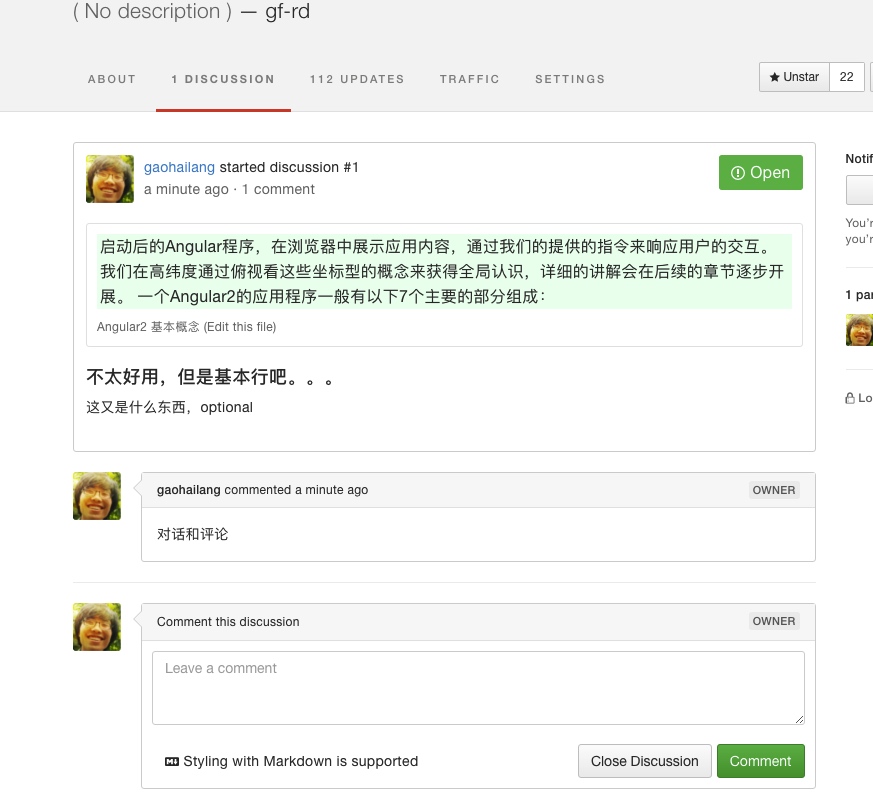 ( No description ) — gf-rd
ABOUT
1 DISCUSSION
112 UPDATES
TRAFFIC
SETTINGS
Unstar 22
gaohailang started discussion #1
a minute ago · 1 comment
Open
启动后的Angular程序，在浏览器中展示应用内容，通过我们的提供的指令来响应用户的交互。
我们在高纬度通过俯视看这些坐标型的概念来获得全局认识，详细的讲解会在后续的章节逐步开
展。 一个Angular2的应用程序一般有以下7个主要的部分组成：
Angular2 基本概念 (Edit this file)
不太好用，但是基本行吧。。。
这又是什么东西，optional
gaohailang commented a minute ago
OWNER
对话和评论
Comment this discussion
OWNER
Leave a comment
Styling with Markdown is supported
Close Discussion
Comment
Notif
You'r
you'r
1 par
Lo